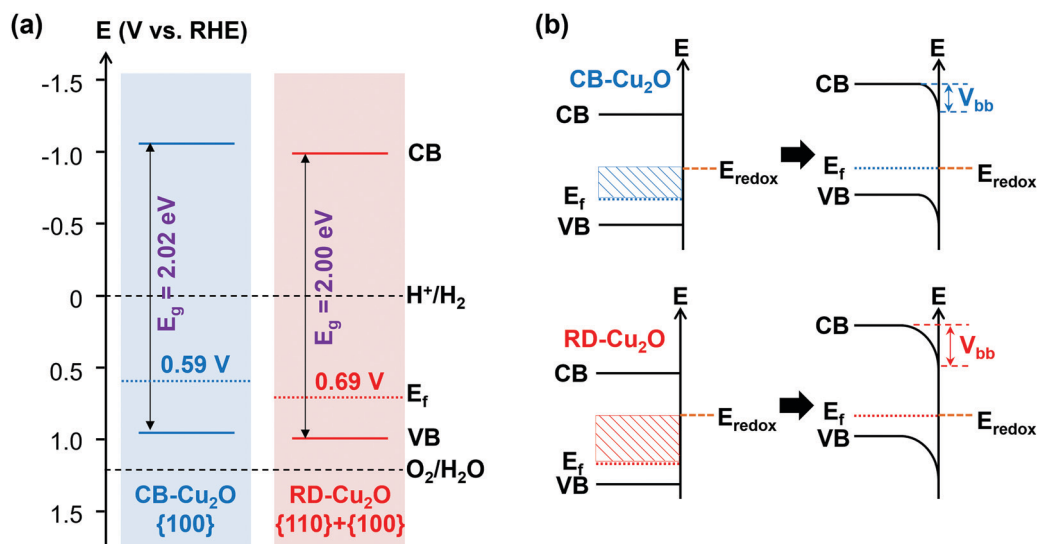 (a)
E (V vs. RHE)
-1.5
-1.0
-0.5
0
0.5
1.0
1.5
E_g = 2.02 eV
E_g = 2.00 eV
0.59 V
0.69 V
CB
H⁺/H₂
E_f
VB
O₂/H₂O
CB-Cu₂O
{100}
RD-Cu₂O
{110}+{100}
(b)
E
CB-Cu₂O
CB
E_redox
E_f
VB
E
CB
V_bb
E_f
E_redox
VB
E
RD-Cu₂O
CB
E_redox
E_f
VB
E
CB
V_bb
E_f
E_redox
VB